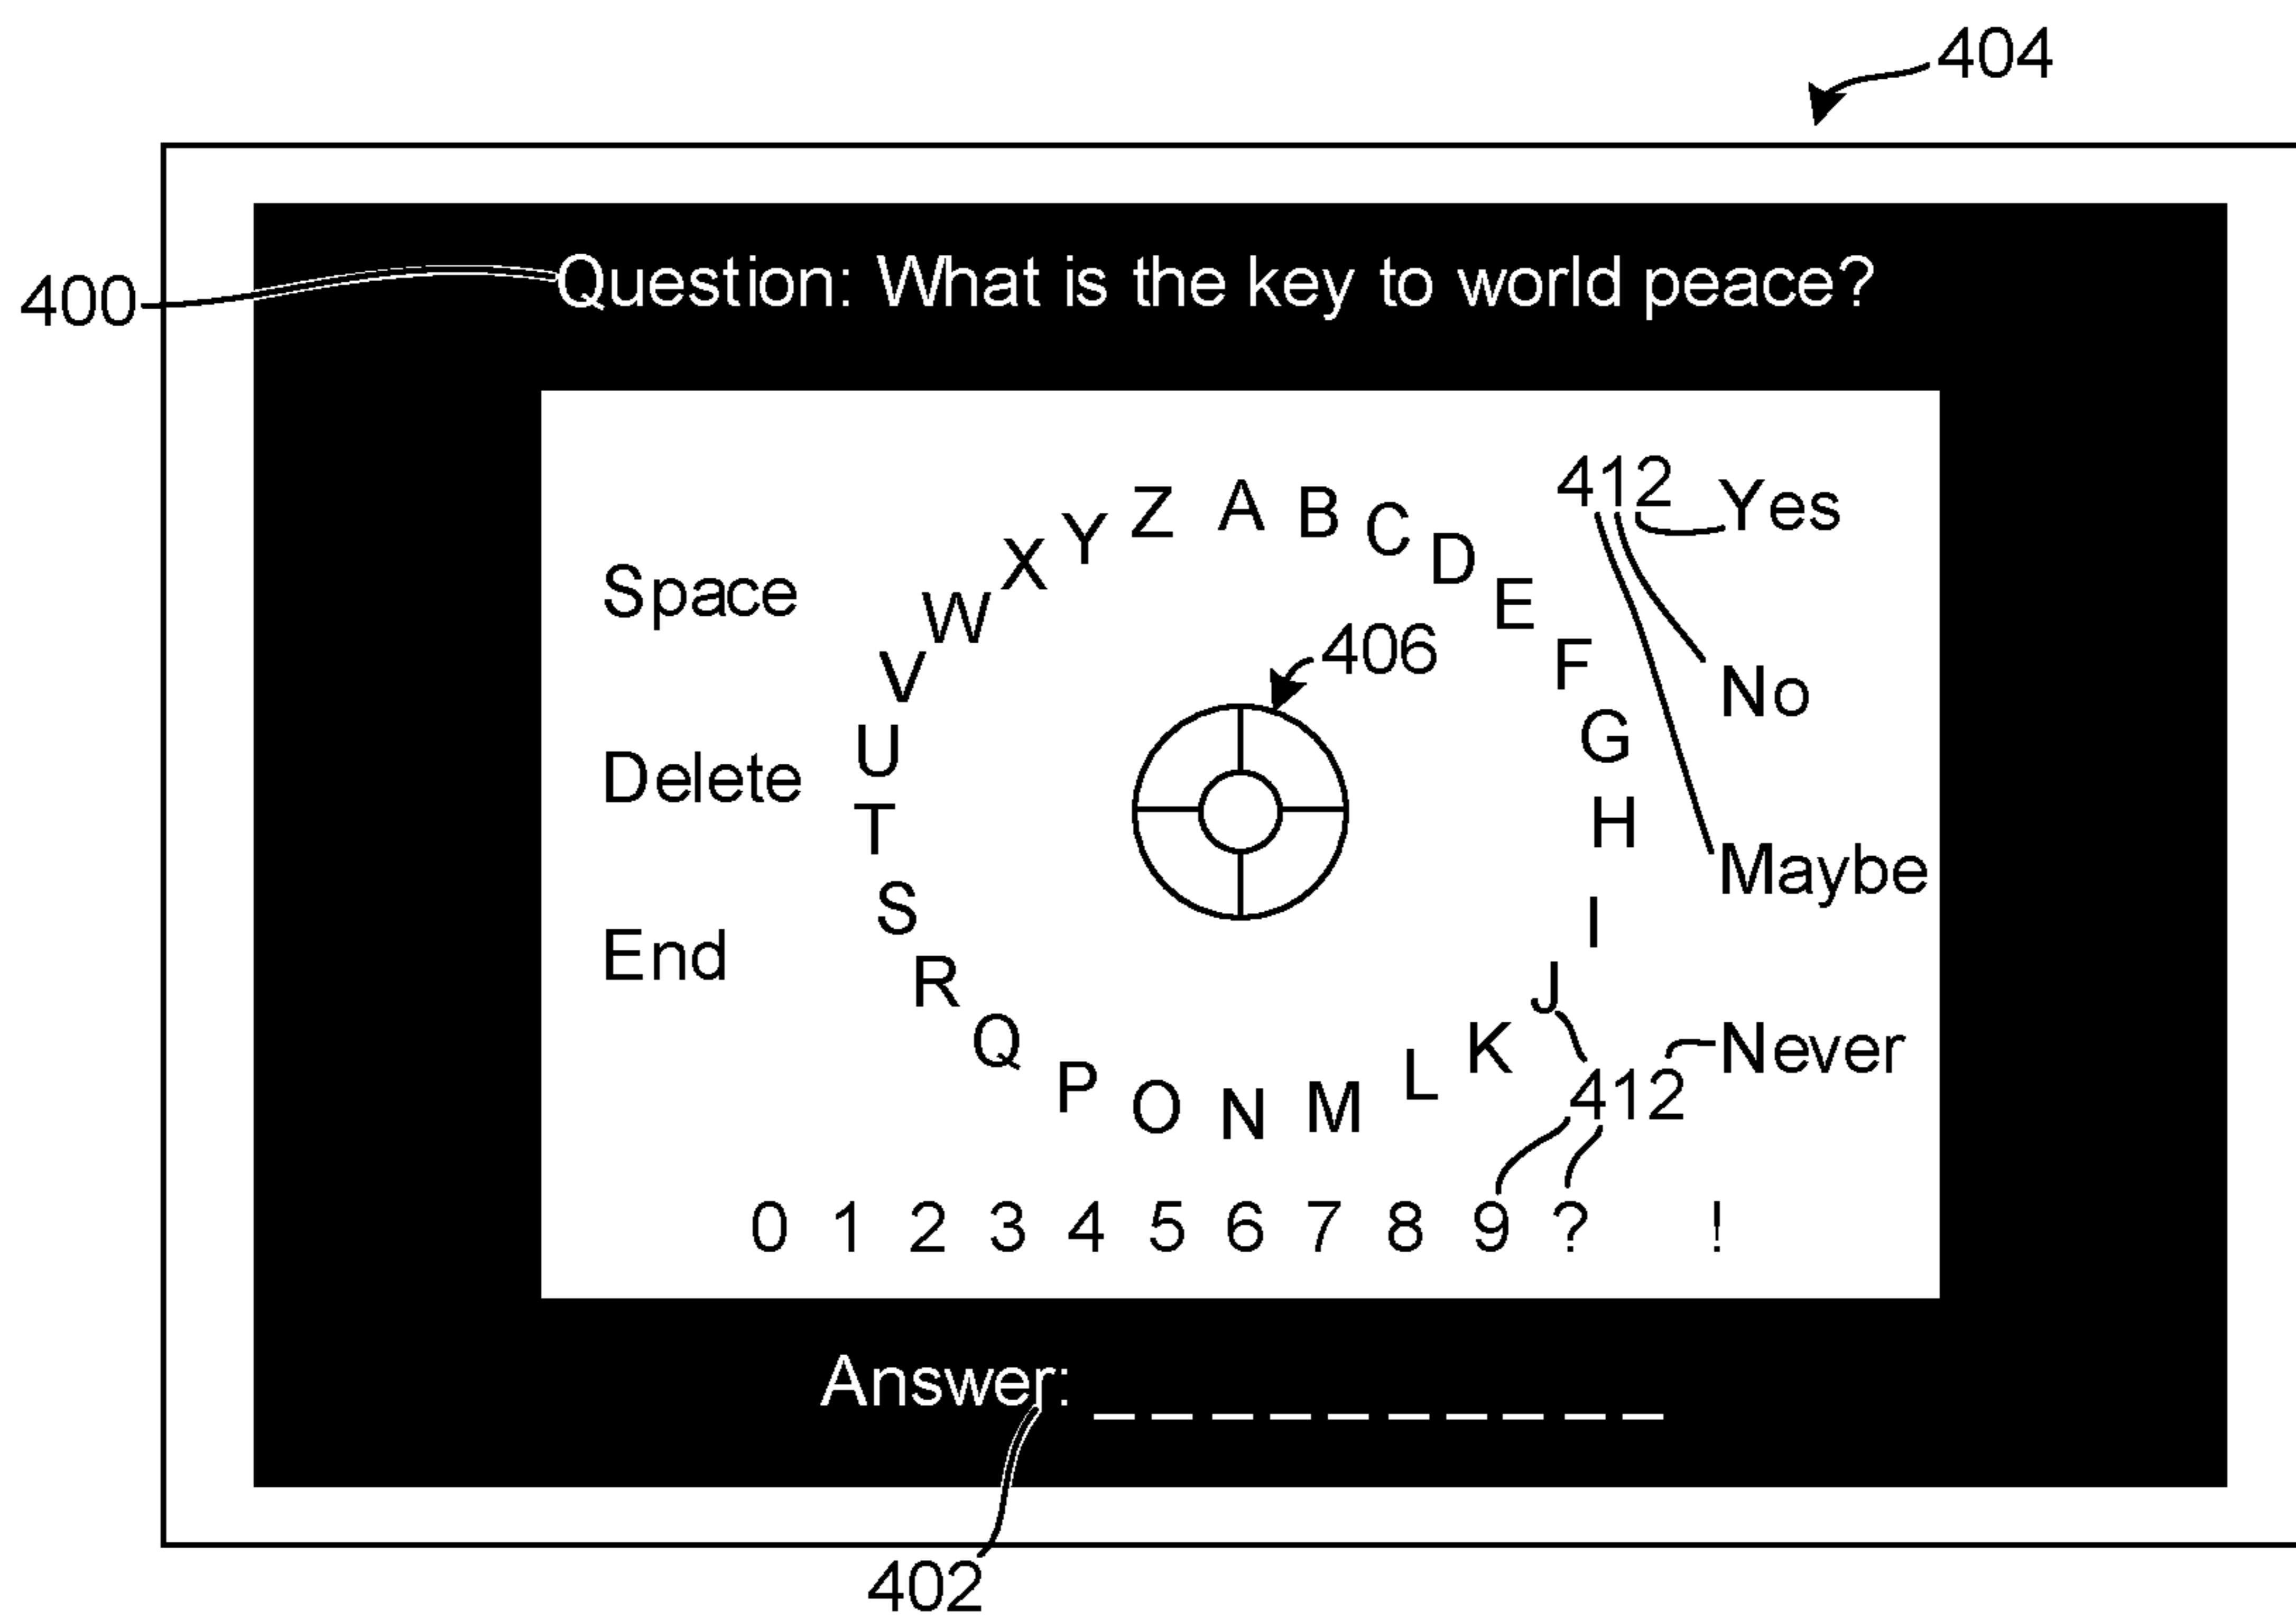 404
400
Question: What is the key to world peace?
412
Yes
No
Maybe
Never
412
Space
Delete
End
A B C D E F G H I J K L M N O P Q R S T U V W X Y Z
406
0 1 2 3 4 5 6 7 8 9 ? !
Answer: _ _ _ _ _ _ _ _ _ _
402